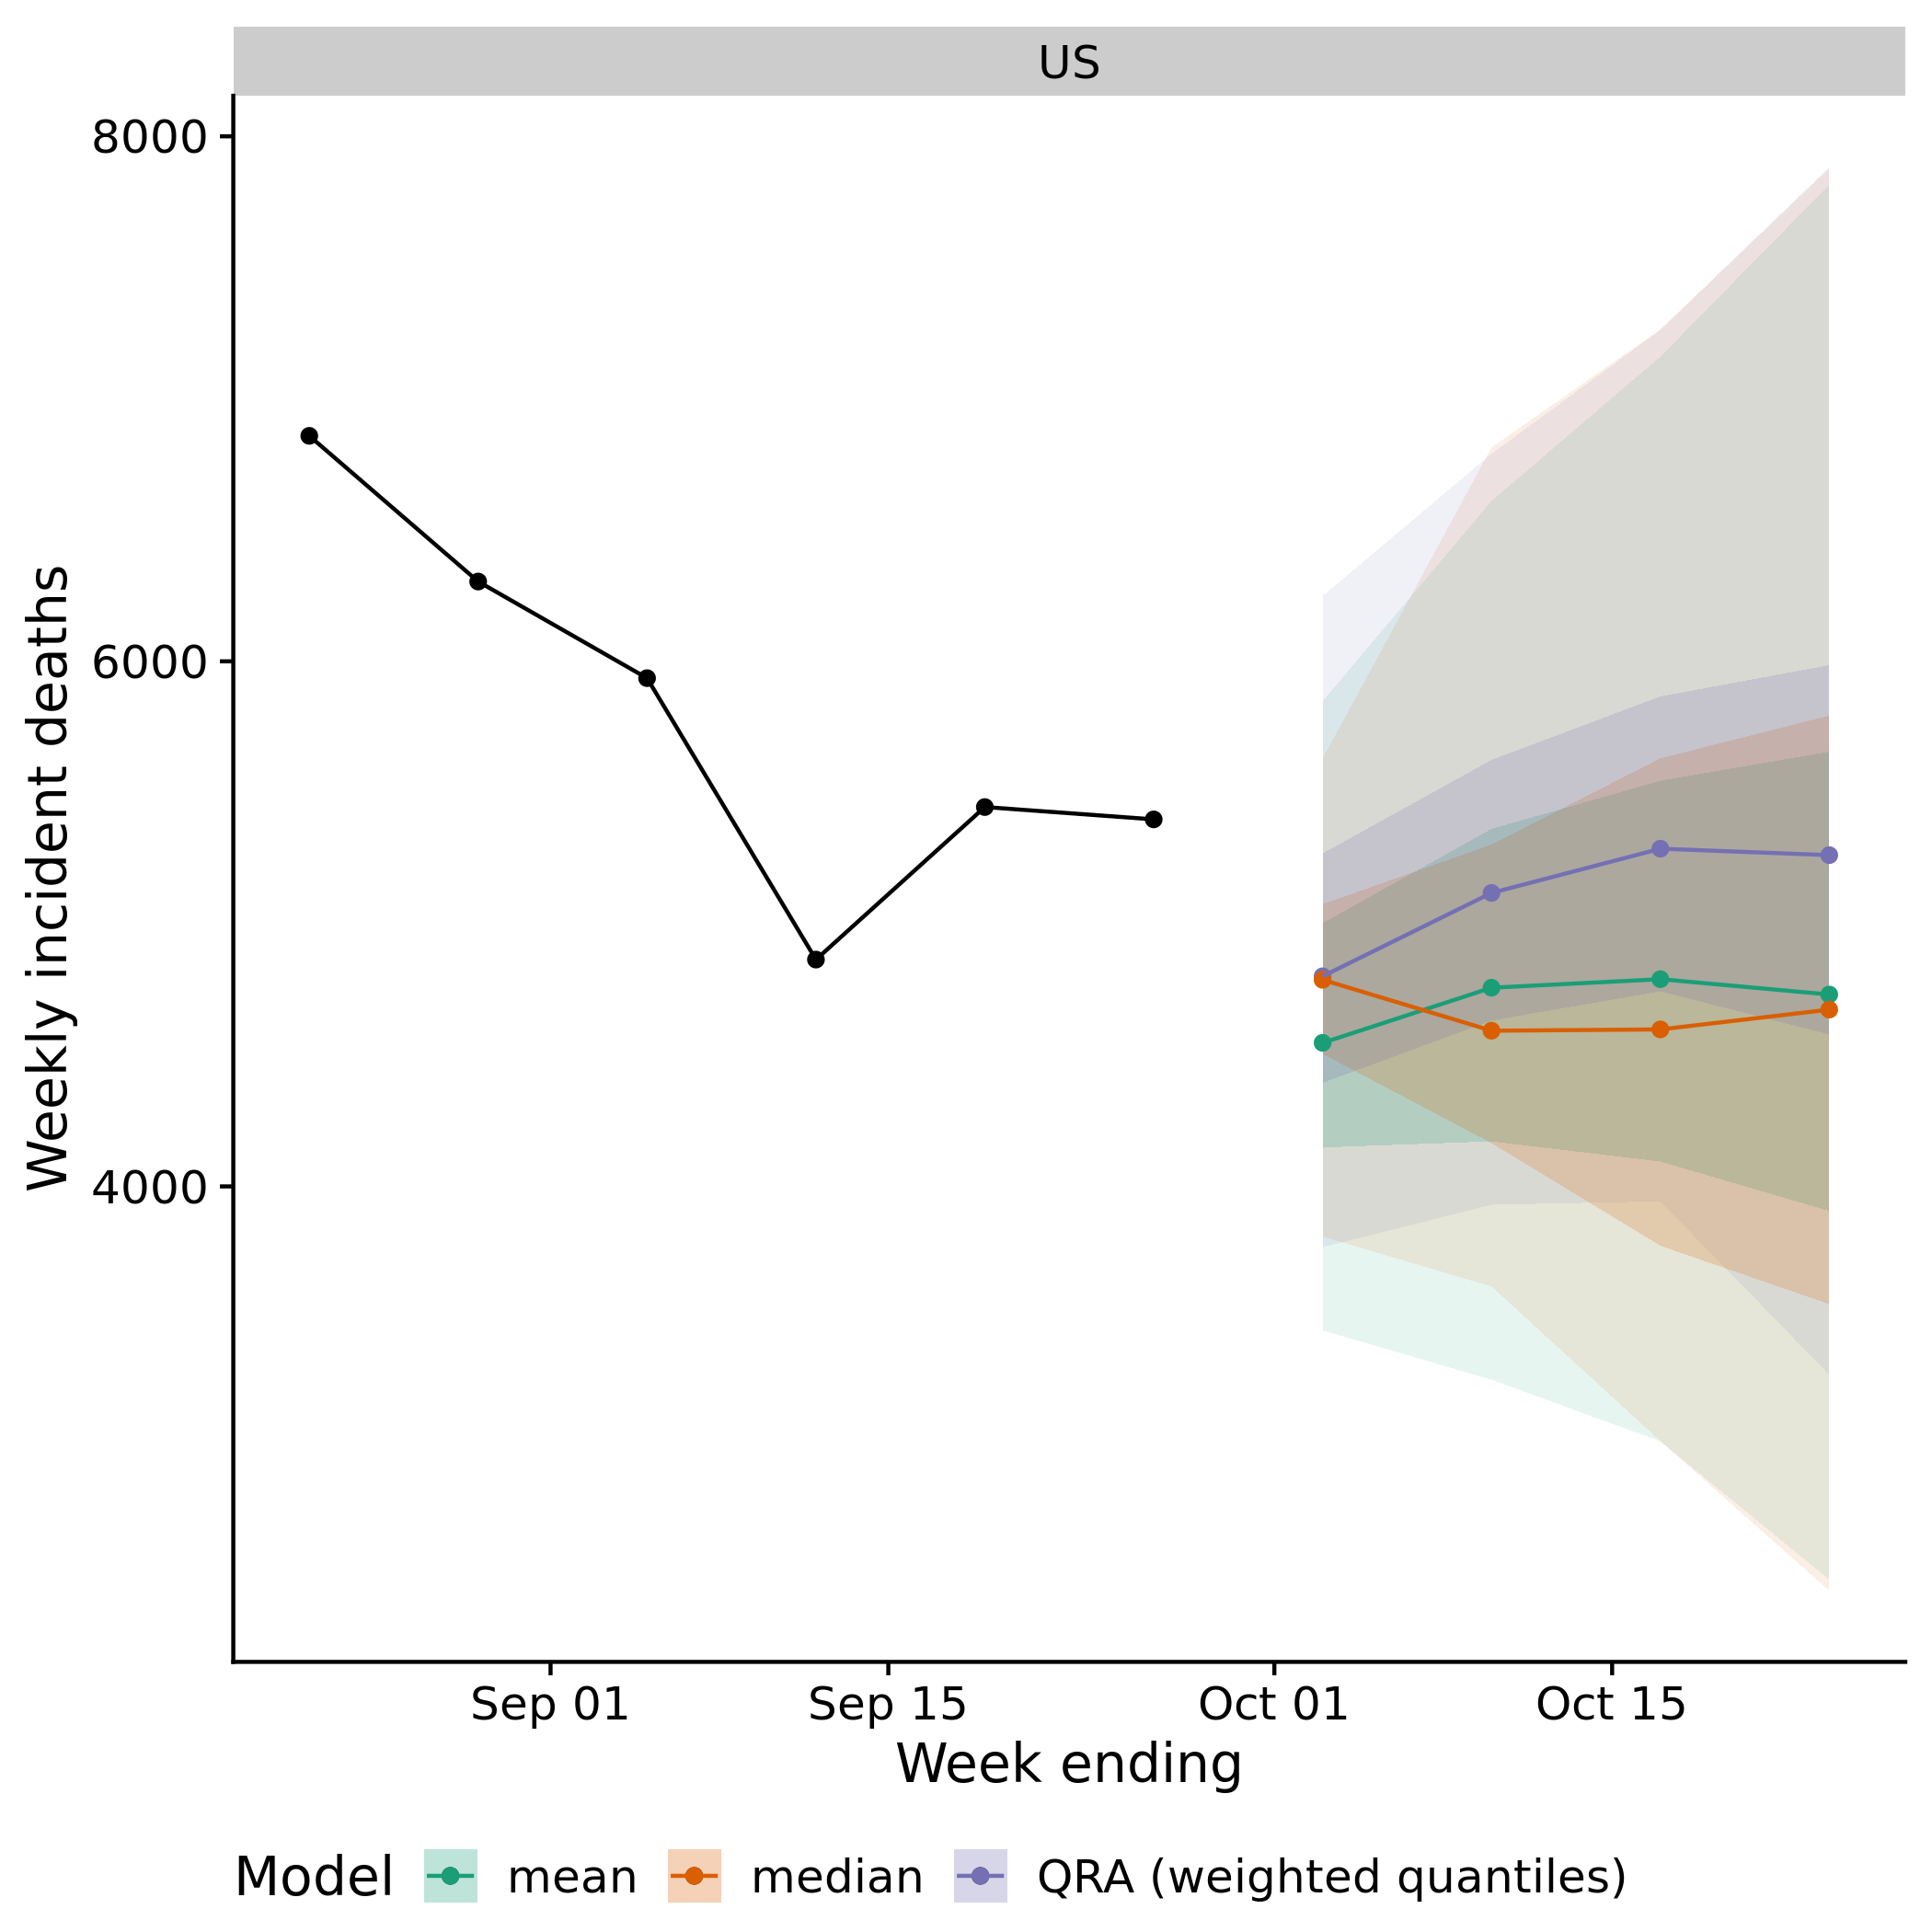 US
8000
6000
4000
Weekly incident deaths
Sep 01 Sep 15 Oct 01 Oct 15
Week ending
Model mean median QRA (weighted quantiles)